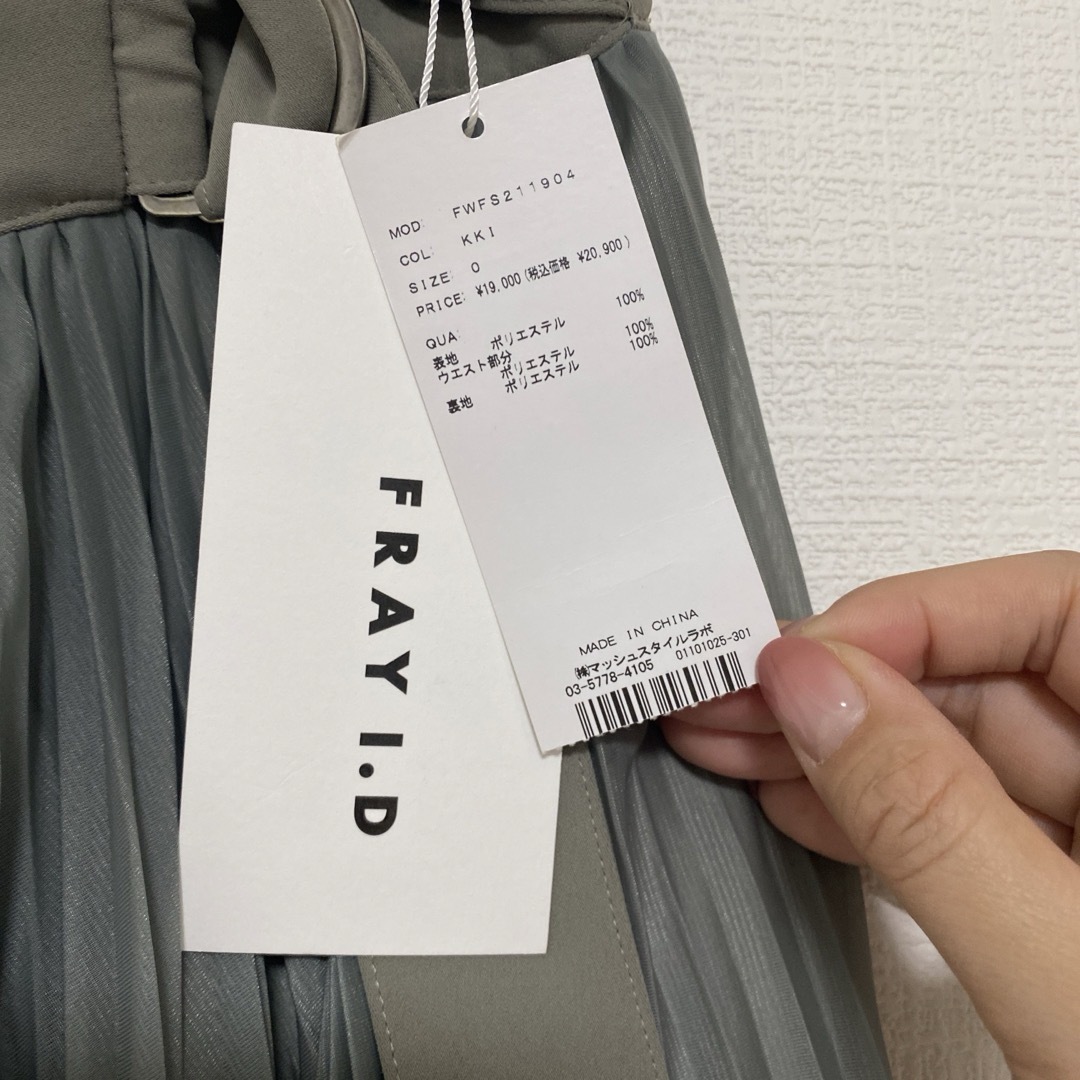 MOD: FWFS211904
COL: KKI
SIZE: 0
PRICE: ¥19,000(税込価格 ¥20,900)
QUA:
表地 ポリエステル 100%
ウエスト部分
ポリエステル 100%
裏地 ポリエステル 100%
MADE IN CHINA
㈱マッシュスタイルラボ
03-5778-4105 01101025-301
FRAY I.D